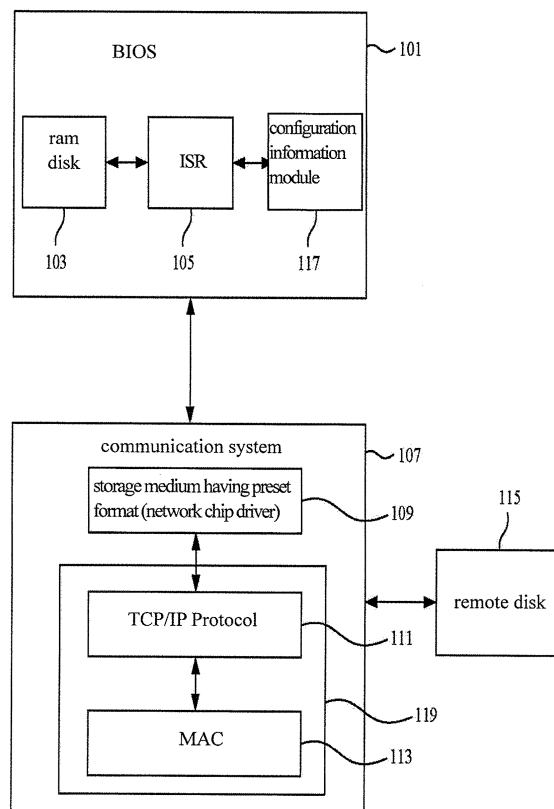 BIOS
101
ram
disk
ISR
configuration
information
module
103
105
117
communication system
107
storage medium having preset
format (network chip driver)
109
115
TCP/IP Protocol
111
remote disk
119
MAC
113